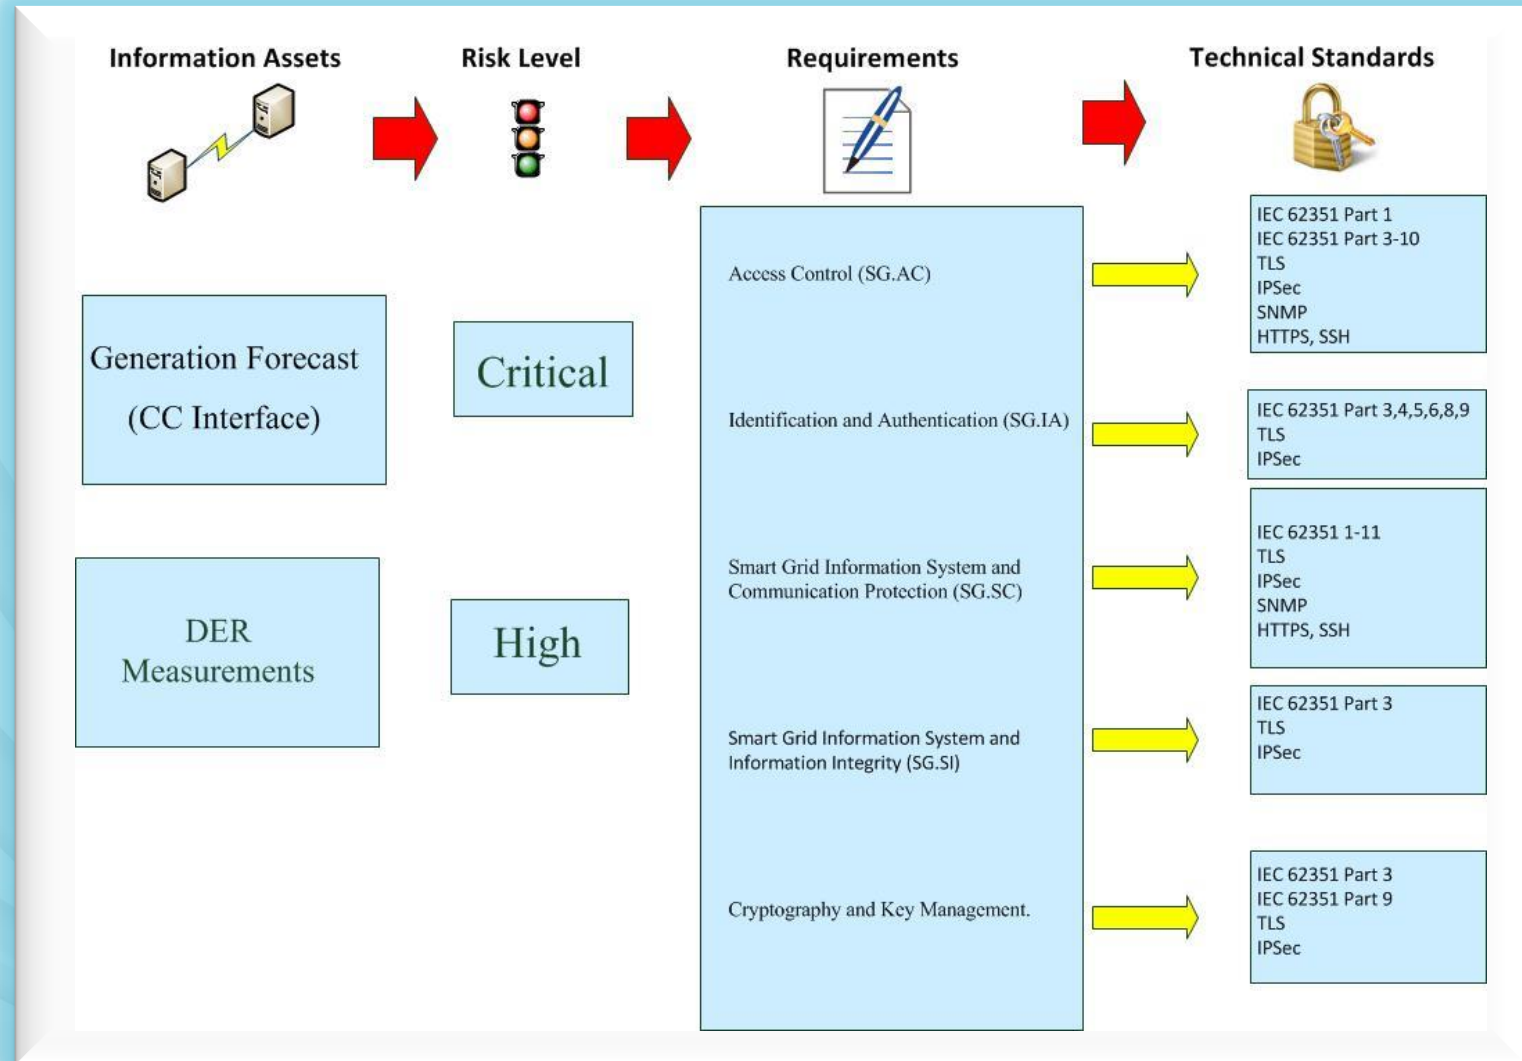 Information Assets
Risk Level
Requirements
Technical Standards
Generation Forecast
(CC Interface)
Critical
DER
Measurements
High
Access Control (SG.AC)
Identification and Authentication (SG.IA)
Smart Grid Information System and
Communication Protection (SG.SC)
Smart Grid Information System and
Information Integrity (SG.SI)
Cryptography and Key Management.
IEC 62351 Part 1
IEC 62351 Part 3-10
TLS
IPSec
SNMP
HTTPS, SSH
IEC 62351 Part 3,4,5,6,8,9
TLS
IPSec
IEC 62351 1-11
TLS
IPSec
SNMP
HTTPS, SSH
IEC 62351 Part 3
TLS
IPSec
IEC 62351 Part 3
IEC 62351 Part 9
TLS
IPSec